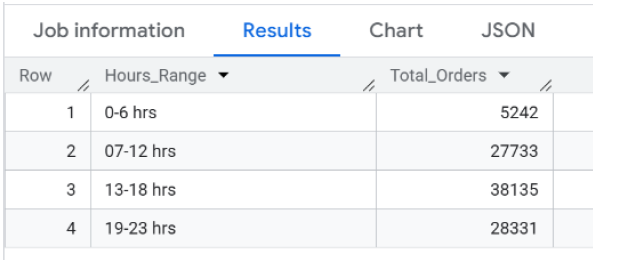 Job information Results Chart JSON
Row Hours_Range Total_Orders
1 0-6 hrs 5242
2 07-12 hrs 27733
3 13-18 hrs 38135
4 19-23 hrs 28331